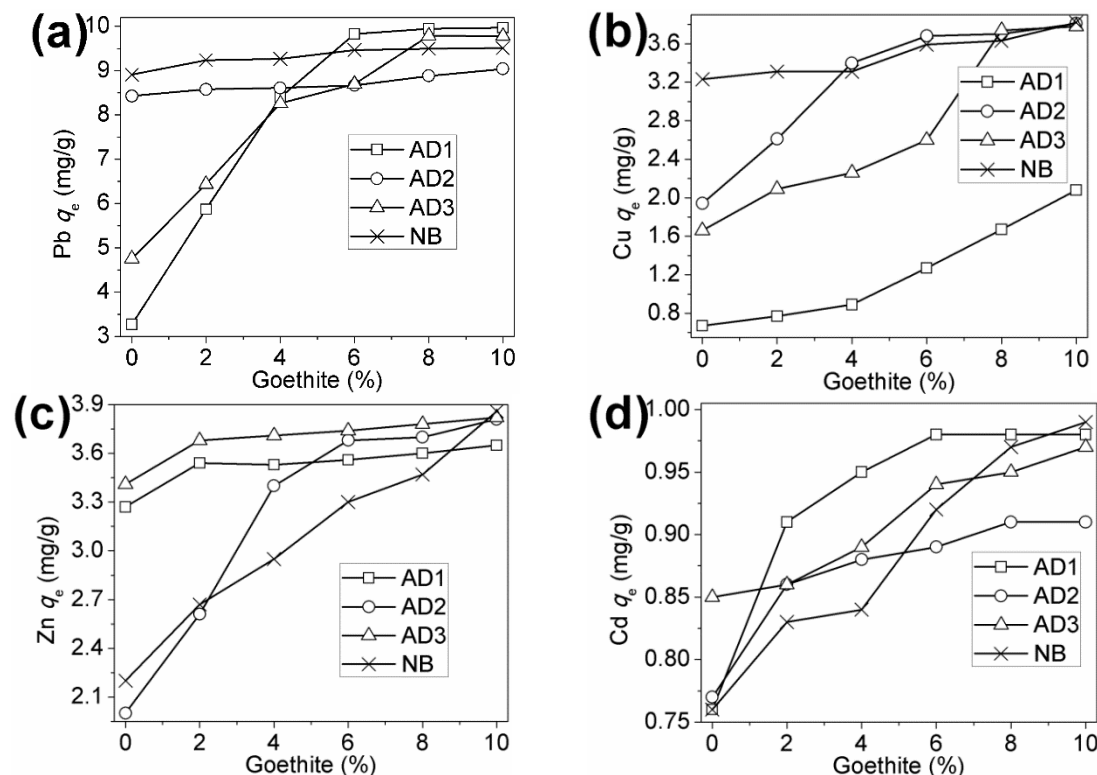 (a)
Pb qe (mg/g)
10
9
8
7
6
5
4
3
0 2 4 6 8 10
Goethite (%)
AD1
AD2
AD3
NB
(b)
Cu qe (mg/g)
3.6
3.2
2.8
2.4
2.0
1.6
1.2
0.8
0 2 4 6 8 10
Goethite (%)
AD1
AD2
AD3
NB
(c)
Zn qe (mg/g)
3.9
3.6
3.3
3.0
2.7
2.4
2.1
0 2 4 6 8 10
Goethite (%)
AD1
AD2
AD3
NB
(d)
Cd qe (mg/g)
1.00
0.95
0.90
0.85
0.80
0.75
0 2 4 6 8 10
Goethite (%)
AD1
AD2
AD3
NB